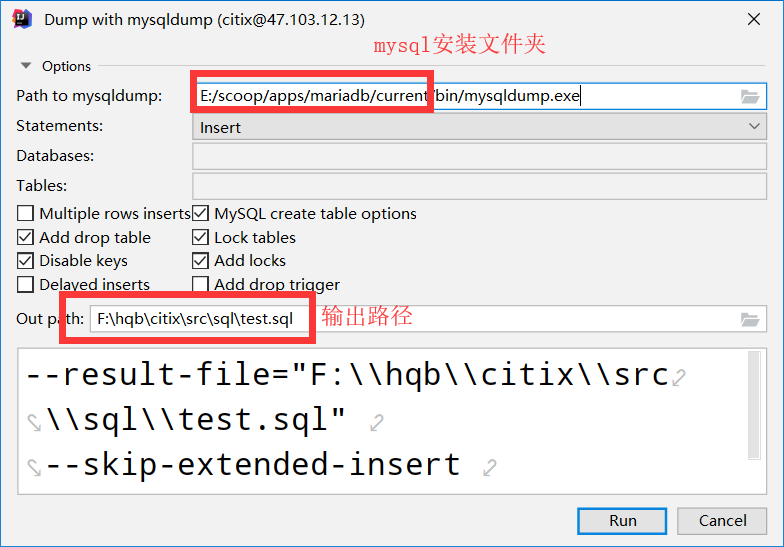 Dump with mysqldump (citix@47.103.12.13)
mysql安装文件夹
Options
Path to mysqldump: E:/scoop/apps/mariadb/current/bin/mysqldump.exe
Statements: Insert
Databases:
Tables:
Multiple rows inserts MySQL create table options
Add drop table Lock tables
Disable keys Add locks
Delayed inserts Add drop trigger
Out path: F:\hqb\citix\src\sql\test.sql 输出路径
--result-file="F:\\hqb\\citix\\src
\\sql\\test.sql"
--skip-extended-insert
Run Cancel